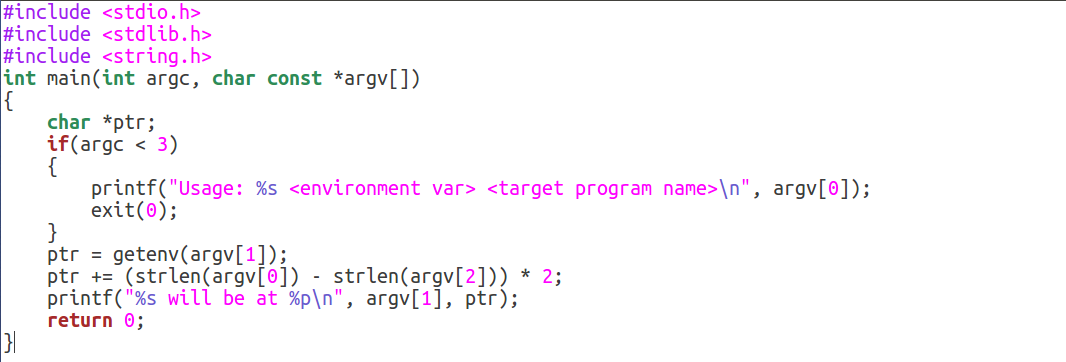 #include <stdio.h>
#include <stdlib.h>
#include <string.h>
int main(int argc, char const *argv[])
{
    char *ptr;
    if(argc < 3)
    {
        printf("Usage: %s <environment var> <target program name>\n", argv[0]);
        exit(0);
    }
    ptr = getenv(argv[1]);
    ptr += (strlen(argv[0]) - strlen(argv[2])) * 2;
    printf("%s will be at %p\n", argv[1], ptr);
    return 0;
}